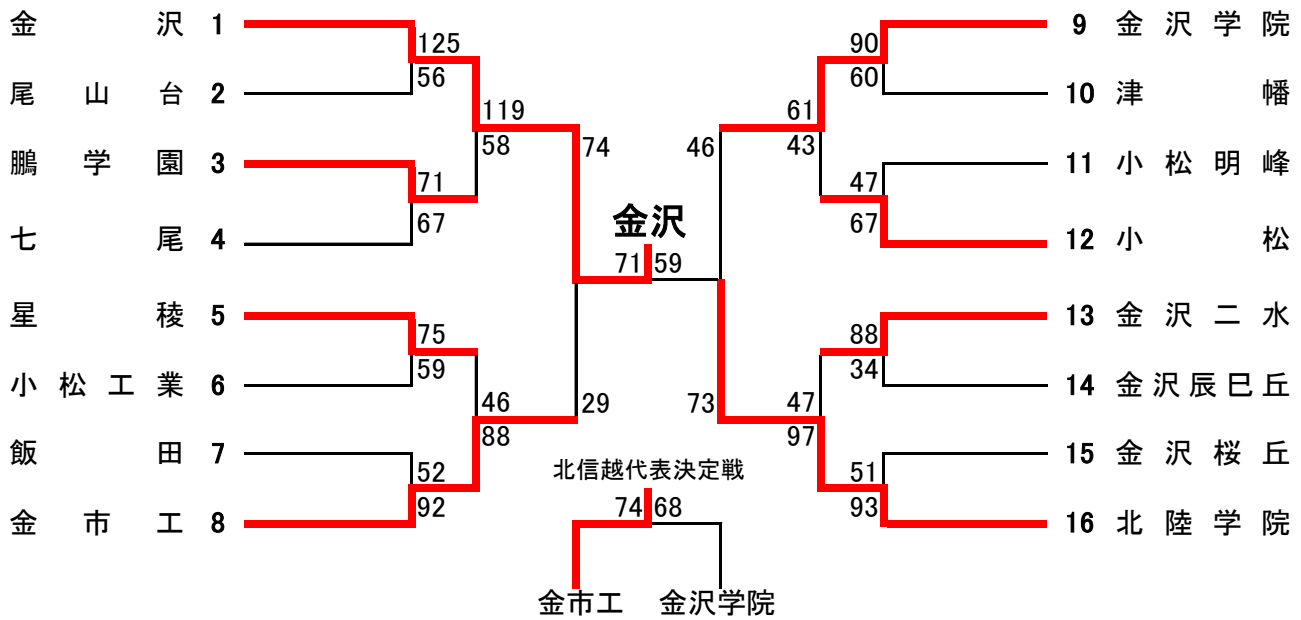 金沢 1
125
56
尾山台 2
119
58
鵬学園 3
71
67
七尾 4
74
星稜 5
75
59
小松工業 6
46
88
飯田 7
52
92
金市工 8
29
金沢
71 59
9 金沢学院
90
60
10 津幡
61
43
11 小松明峰
47
67
12 小松
46
13 金沢二水
88
34
14 金沢辰巳丘
47
97
15 金沢桜丘
51
93
16 北陸学院
73
北信越代表決定戦
74 68
金市工 金沢学院